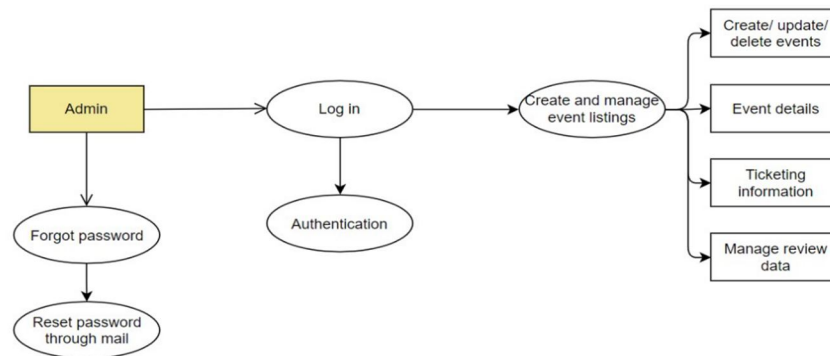 Create/ update/
delete events
Admin
Log in
Create and manage
event listings
Event details
Ticketing
information
Authentication
Forgot password
Manage review
data
Reset password
through mail